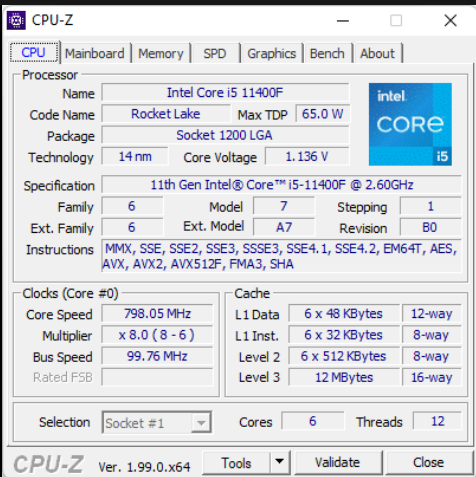 CPU-Z
CPU Mainboard Memory SPD Graphics Bench About
Processor
Name Intel Core i5 11400F
Code Name Rocket Lake Max TDP 65.0 W
Package Socket 1200 LGA
Technology 14 nm Core Voltage 1.136 V
intel
CORE
i5
Specification 11th Gen Intel® Core™ i5-11400F @ 2.60GHz
Family 6 Model 7 Stepping 1
Ext. Family 6 Ext. Model A7 Revision B0
Instructions MMX, SSE, SSE2, SSE3, SSSE3, SSE4.1, SSE4.2, EM64T, AES,
AVX, AVX2, AVX512F, FMA3, SHA
Clocks (Core #0)
Core Speed 798.05 MHz
Multiplier x 8.0 ( 8 - 6 )
Bus Speed 99.76 MHz
Rated FSB
Cache
L1 Data 6 x 48 KBytes 12-way
L1 Inst. 6 x 32 KBytes 8-way
Level 2 6 x 512 KBytes 8-way
Level 3 12 MBytes 16-way
Selection Socket #1 Cores 6 Threads 12
CPU-Z Ver. 1.99.0.x64 Tools Validate Close